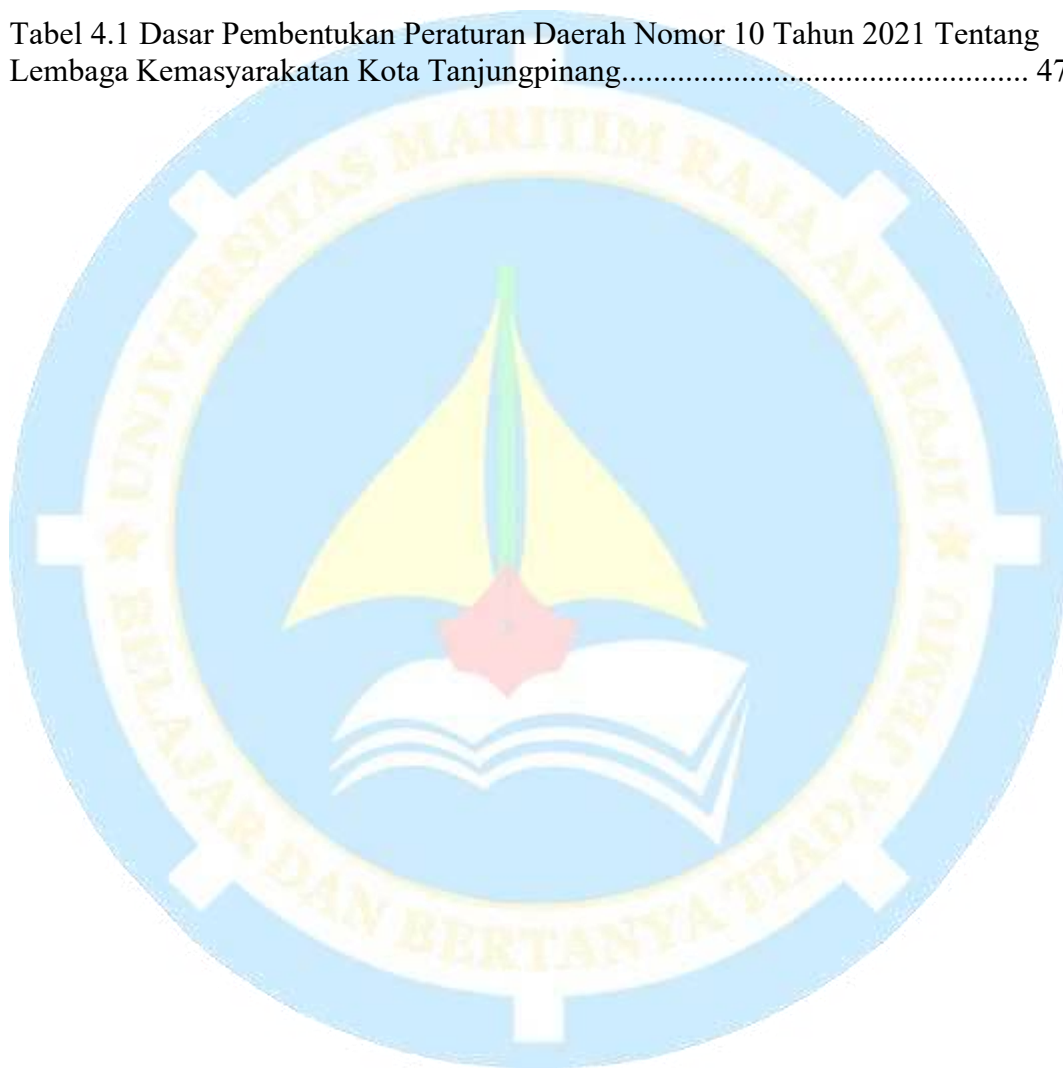 Tabel 4.1 Dasar Pembentukan Peraturan Daerah Nomor 10 Tahun 2021 Tentang
Lembaga Kemasyarakatan Kota Tanjungpinang................................................... 47
UNIVERSITAS MARITIM RAJA ALI HAJI
BELAJAR DAN BERTANYA TIADA JEMU